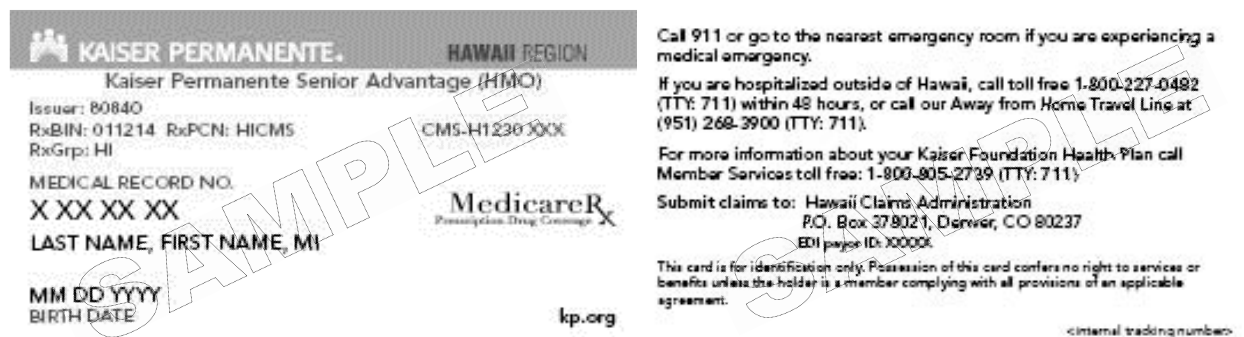 KAISER PERMANENTE.
HAWAII REGION
Kaiser Permanente Senior Advantage (HMO)
Issuer: 80840
RxBIN: 011214 RxPCN: HICMS
CMS-H1230 XXX
RxGrp: HI
MEDICAL RECORD NO.
X XX XX XX
MedicareRx
Prescription Drug Coverage
LAST NAME, FIRST NAME, MI
MM DD YYYY
BIRTH DATE
kp.org
SAMPLE
Call 911 or go to the nearest emergency room if you are experiencing a
medical emergency.
If you are hospitalized outside of Hawaii, call toll free 1-800-227-0482
(TTY: 711) within 48 hours, or call our Away from Home Travel Line at
(951) 268-3900 (TTY: 711).
For more information about your Kaiser Foundation Health Plan call
Member Services toll free: 1-800-805-2739 (TTY: 711)
Submit claims to: Hawaii Claims Administration
P.O. Box 378021, Denver, CO 80237
EDI payor ID: XXXXX
This card is for identification only. Possession of this card confers no right to services or
benefits unless the holder is a member complying with all provisions of an applicable
agreement.
<internal tracking number>
SAMPLE